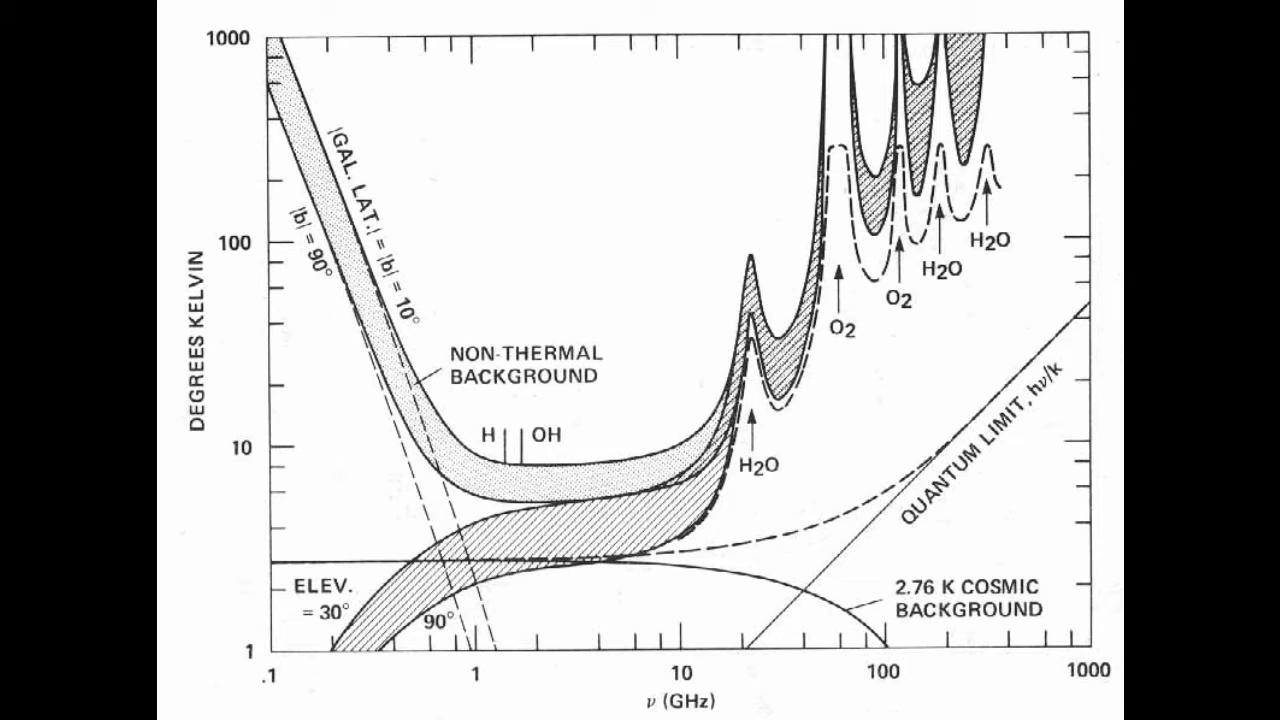 1000
|GAL. LAT.| = |b| = 10°
|b| = 90°
100
H2O
H2O
O2
O2
DEGREES KELVIN
NON-THERMAL
BACKGROUND
H OH
10
H2O
QUANTUM LIMIT, hν/k
ELEV.
= 30°
90°
2.76 K COSMIC
BACKGROUND
1
.1 1 10 100 1000
ν (GHz)